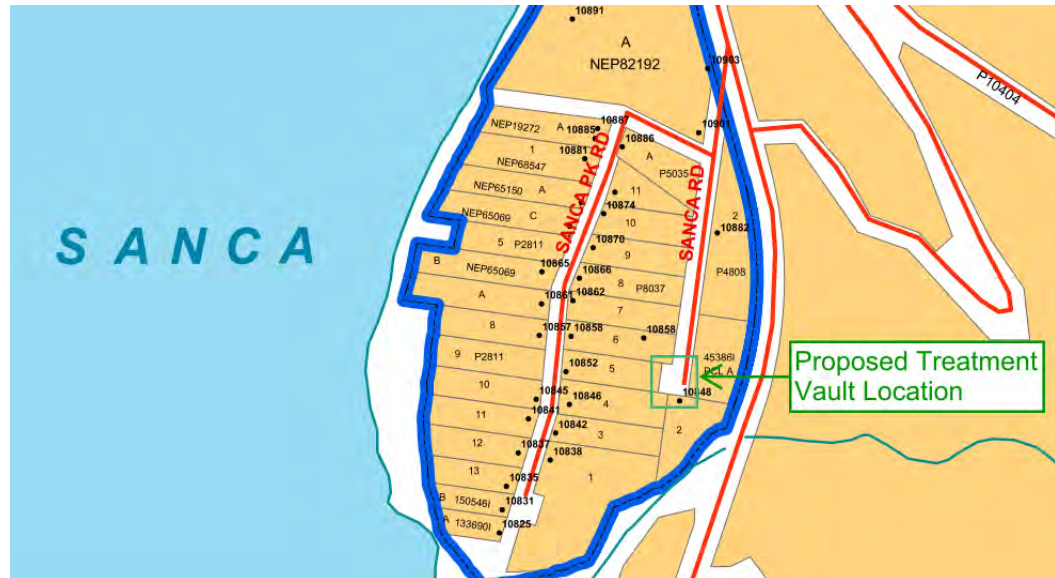 10891
A
NEP82192
10903
P10404
10887
NEP19272 A 10885
10901
10886
1
10881
A
NEP68547
P5035
SANCA PK RD
NEP65150 A
11
SANCA RD
NEP65069 C
10874
2
10
10882
5 P2811
10870
SANCA
B
NEP65069
10865
9
P4808
10866
8 P8037
A
10861
10862
7
8
10857
10858
10858
6
9 P2811
45386I
PCL A
Proposed Treatment
Vault Location
10852
5
10
10845
10846
4
10848
11
10841
10842
3
2
12
10837
10838
13
10835
1
B 150546I
10831
A 133690I
10825